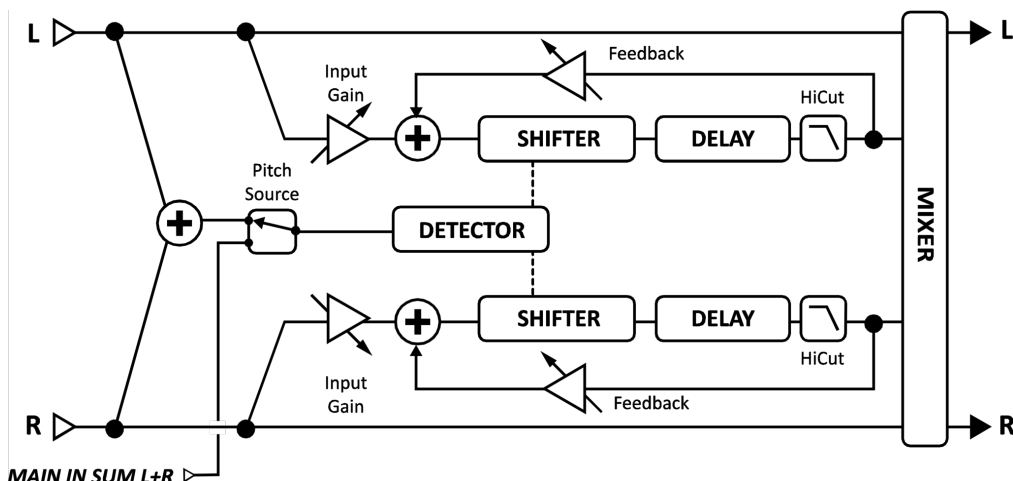 L
L
Input
Gain
Feedback
HiCut
SHIFTER
DELAY
Pitch
Source
DETECTOR
MIXER
SHIFTER
DELAY
HiCut
Input
Gain
Feedback
R
R
MAIN IN SUM L+R